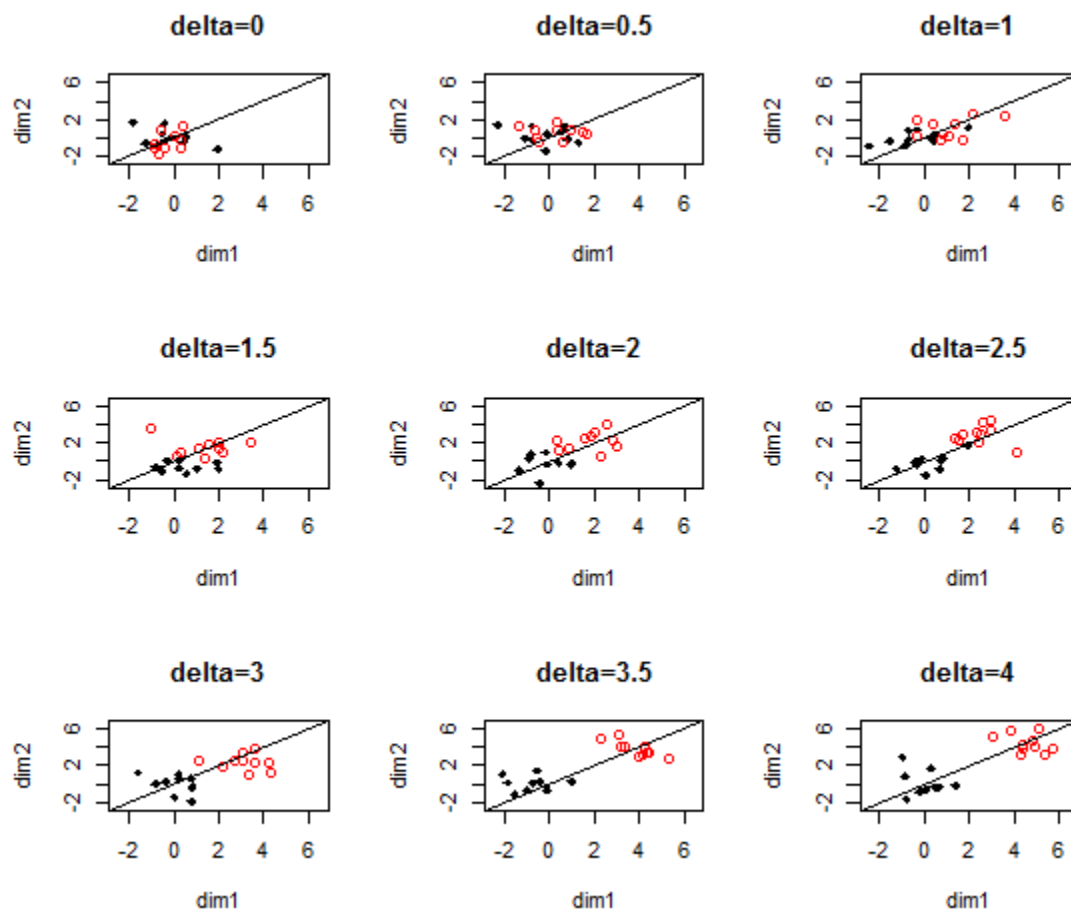 delta=0 delta=0.5 delta=1
dim2 6 2 -2 dim2 6 2 -2 dim2 6 2 -2
-2 0 2 4 6 -2 0 2 4 6 -2 0 2 4 6
dim1 dim1 dim1
delta=1.5 delta=2 delta=2.5
dim2 6 2 -2 dim2 6 2 -2 dim2 6 2 -2
-2 0 2 4 6 -2 0 2 4 6 -2 0 2 4 6
dim1 dim1 dim1
delta=3 delta=3.5 delta=4
dim2 6 2 -2 dim2 6 2 -2 dim2 6 2 -2
-2 0 2 4 6 -2 0 2 4 6 -2 0 2 4 6
dim1 dim1 dim1